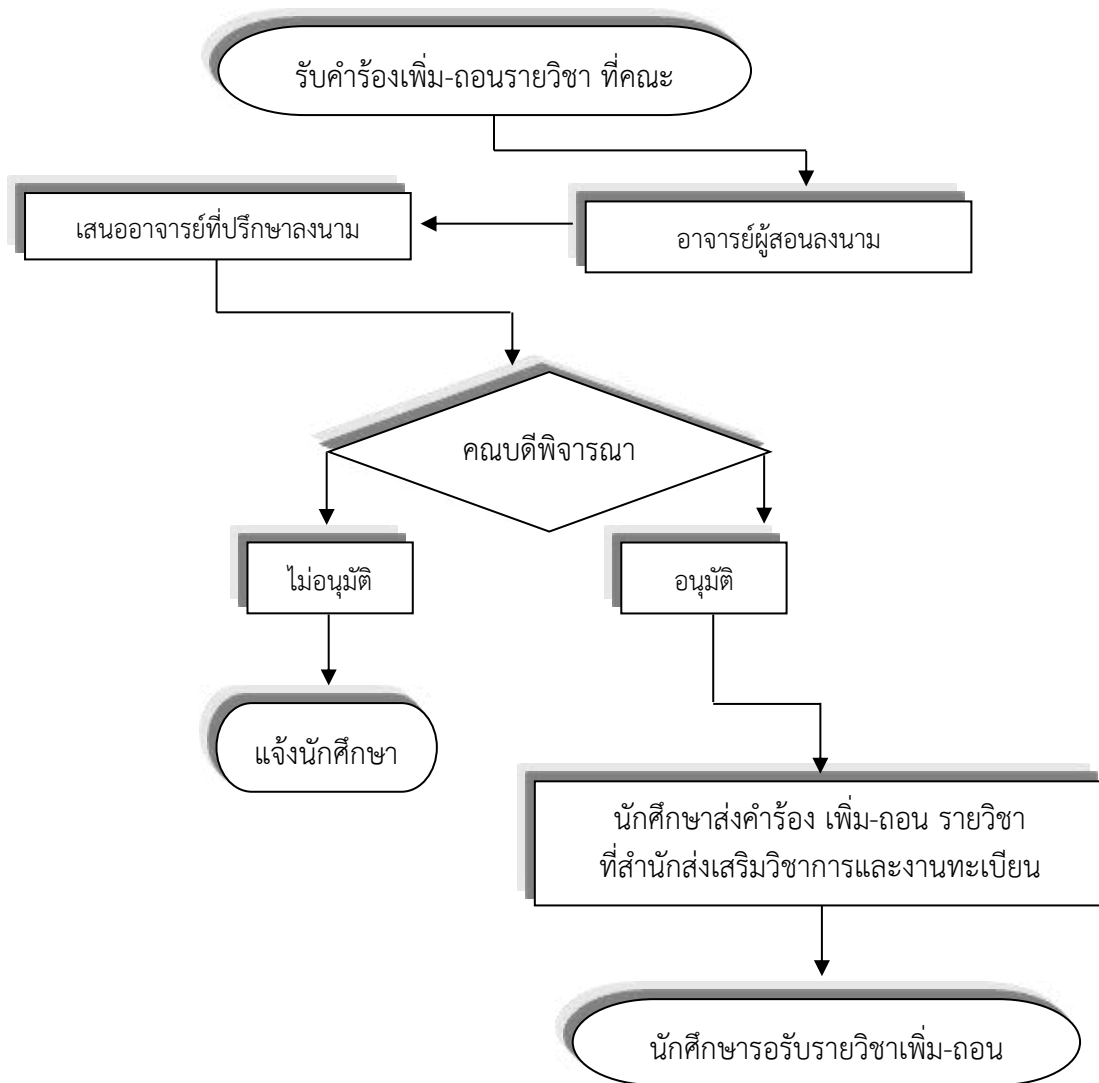 รับคำร้องเพิ่ม-ถอนรายวิชา ที่คณะ
อาจารย์ผู้สอนลงนาม
เสนออาจารย์ที่ปรึกษาลงนาม
คณบดีพิจารณา
ไม่อนุมัติ
อนุมัติ
แจ้งนักศึกษา
นักศึกษาส่งคำร้อง เพิ่ม-ถอน รายวิชา
ที่สำนักส่งเสริมวิชาการและงานทะเบียน
นักศึกษารอรับรายวิชาเพิ่ม-ถอน